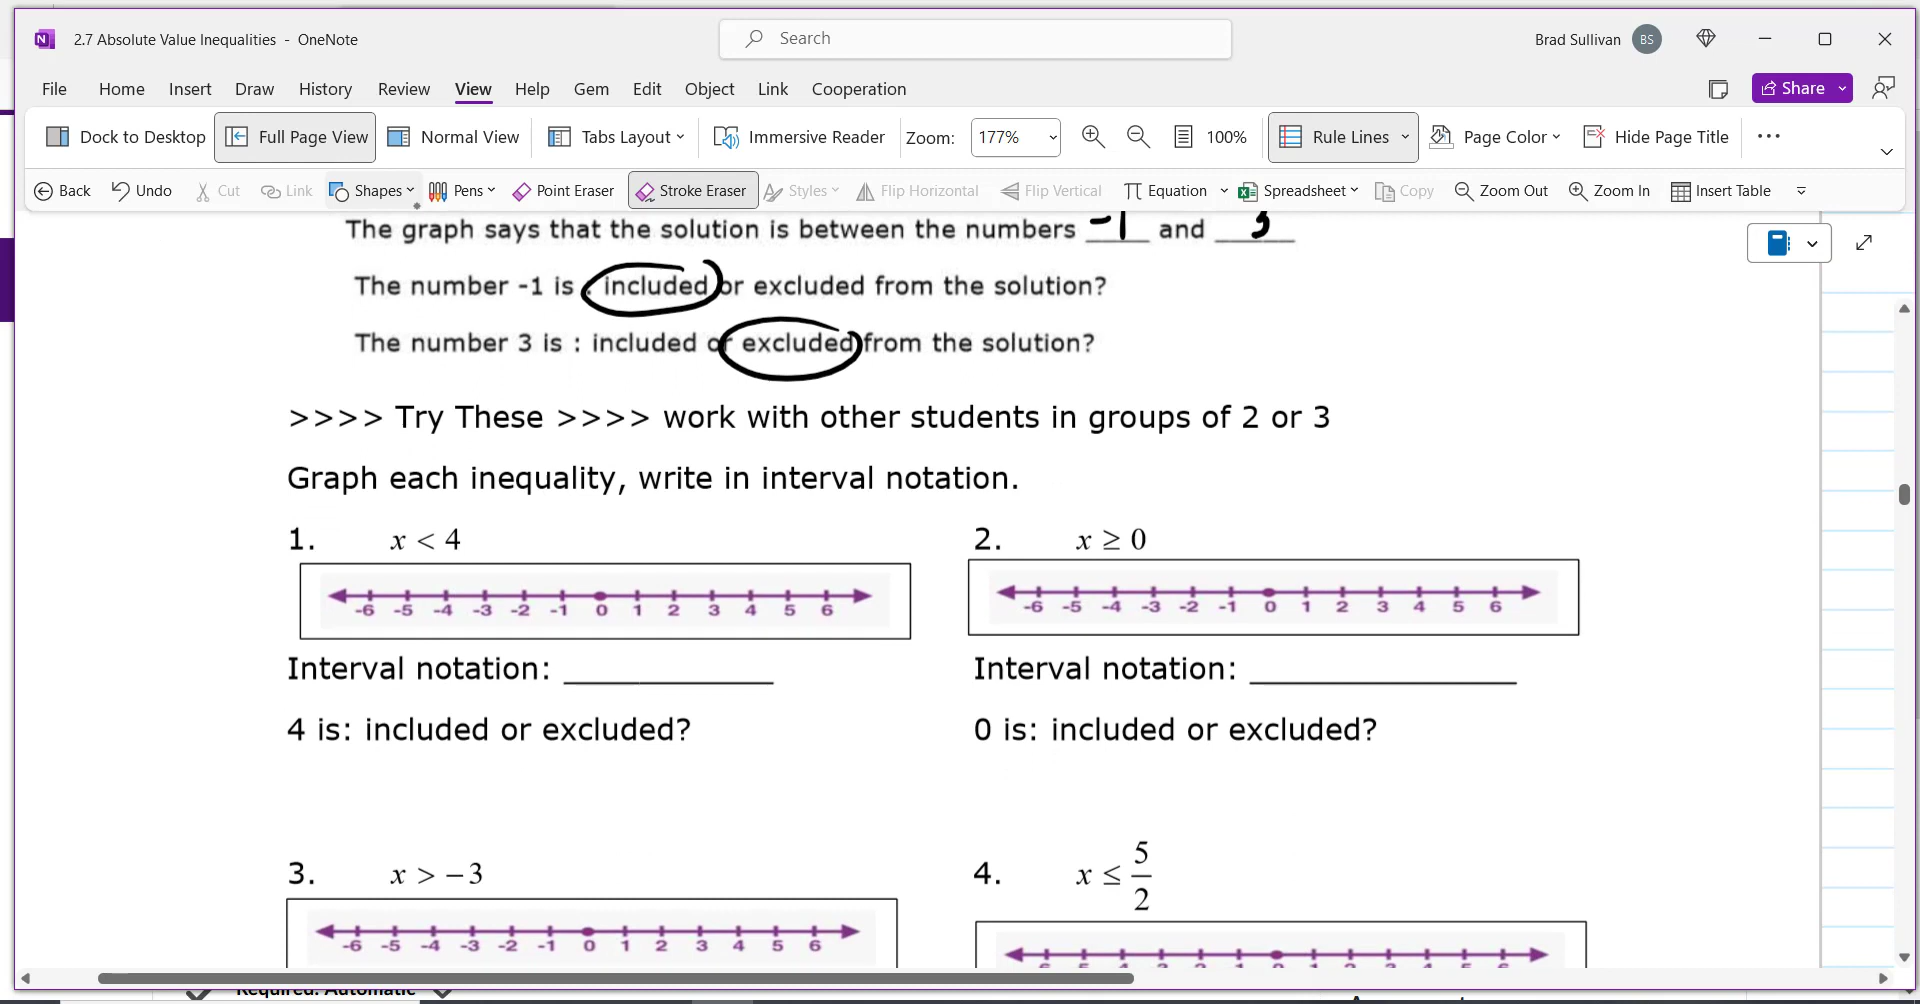 2.7 Absolute Value Inequalities - OneNote
Search
Brad Sullivan BS
File Home Insert Draw History Review View Help Gem Edit Object Link Cooperation
Share
Dock to Desktop Full Page View Normal View Tabs Layout Immersive Reader Zoom: 177% 100% Rule Lines Page Color Hide Page Title
Back Undo Cut Link Shapes Pens Point Eraser Stroke Eraser Styles Flip Horizontal Flip Vertical Equation Spreadsheet Copy Zoom Out Zoom In Insert Table
The graph says that the solution is between the numbers -1 and 3
The number -1 is : included or excluded from the solution?
The number 3 is : included or excluded from the solution?
>>>> Try These >>>> work with other students in groups of 2 or 3
Graph each inequality, write in interval notation.
1. x < 4
-6 -5 -4 -3 -2 -1 0 1 2 3 4 5 6
Interval notation: ____________
4 is: included or excluded?
2. x ≥ 0
-6 -5 -4 -3 -2 -1 0 1 2 3 4 5 6
Interval notation: _______________
0 is: included or excluded?
3. x > −3
-6 -5 -4 -3 -2 -1 0 1 2 3 4 5 6
4. x ≤ 5/2
Required: Automatic